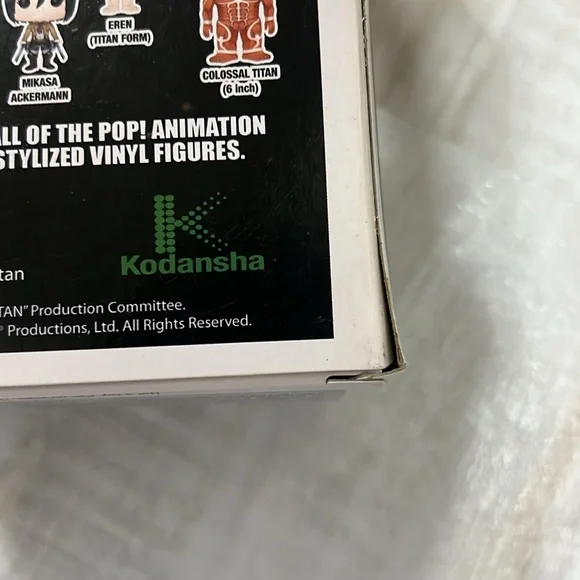 EREN
(TITAN FORM)
MIKASA
ACKERMANN
COLOSSAL TITAN
(6 inch)
ALL OF THE POP! ANIMATION
STYLIZED VINYL FIGURES.
Kodansha
tan
TAN" Production Committee.
® Productions, Ltd. All Rights Reserved.